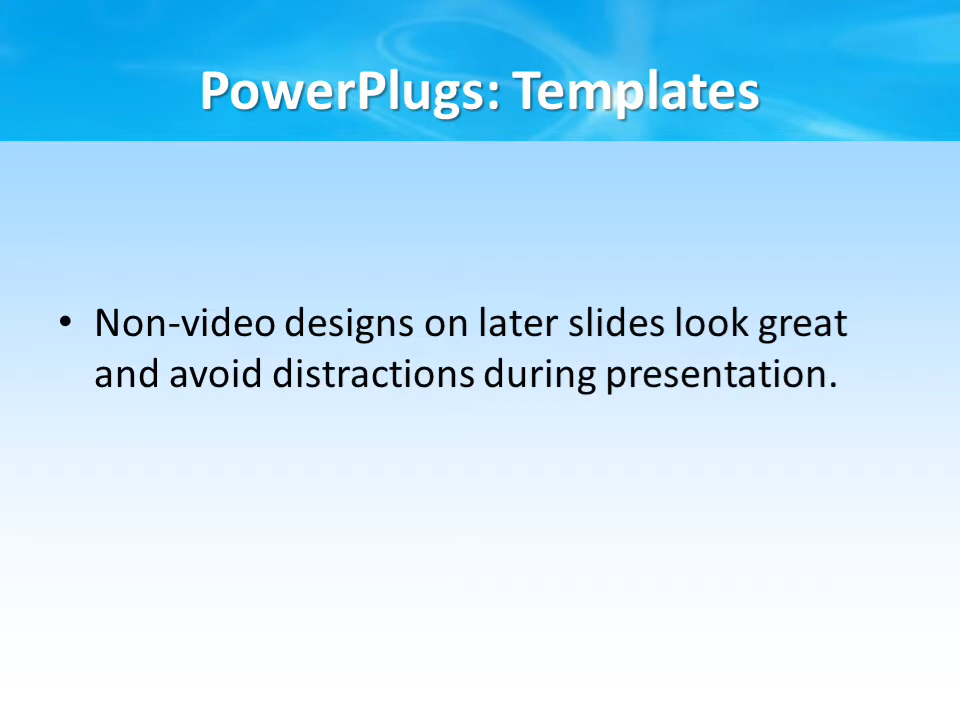 PowerPlugs: Templates
• Non-video designs on later slides look great
and avoid distractions during presentation.